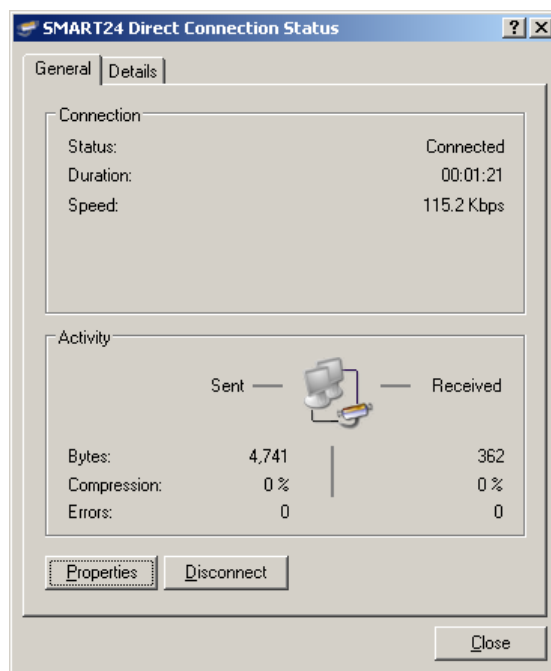 SMART24 Direct Connection Status
General Details
Connection
Status: Connected
Duration: 00:01:21
Speed: 115.2 Kbps
Activity
Sent Received
Bytes: 4,741 362
Compression: 0 % 0 %
Errors: 0 0
Properties Disconnect
Close